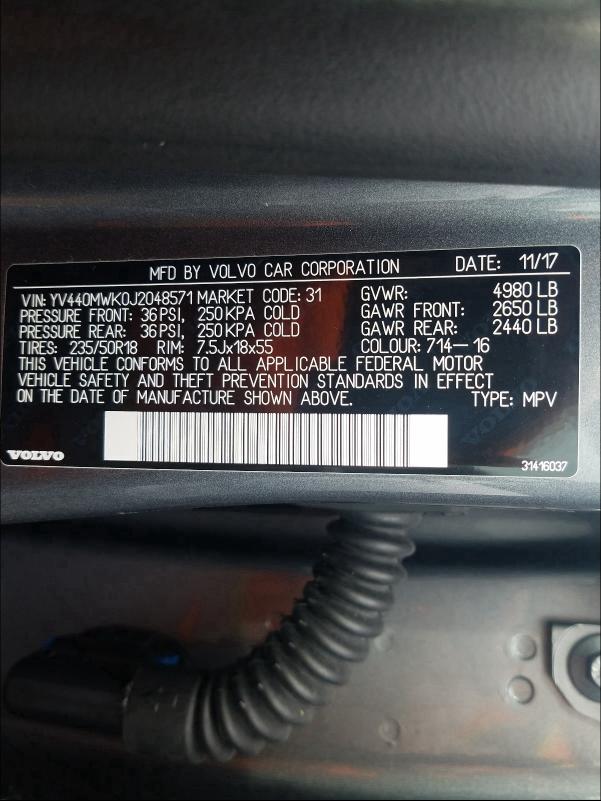 MFD BY VOLVO CAR CORPORATION DATE: 11/17
VIN: YV440MWK0J2048571 MARKET CODE: 31 GVWR: 4980 LB
PRESSURE FRONT: 36PSI, 250KPA COLD GAWR FRONT: 2650 LB
PRESSURE REAR: 36PSI, 250KPA COLD GAWR REAR: 2440 LB
TIRES: 235/50R18 RIM: 7.5Jx18x55 COLOUR: 714-16
THIS VEHICLE CONFORMS TO ALL APPLICABLE FEDERAL MOTOR
VEHICLE SAFETY AND THEFT PREVENTION STANDARDS IN EFFECT
ON THE DATE OF MANUFACTURE SHOWN ABOVE. TYPE: MPV
VOLVO 31416037